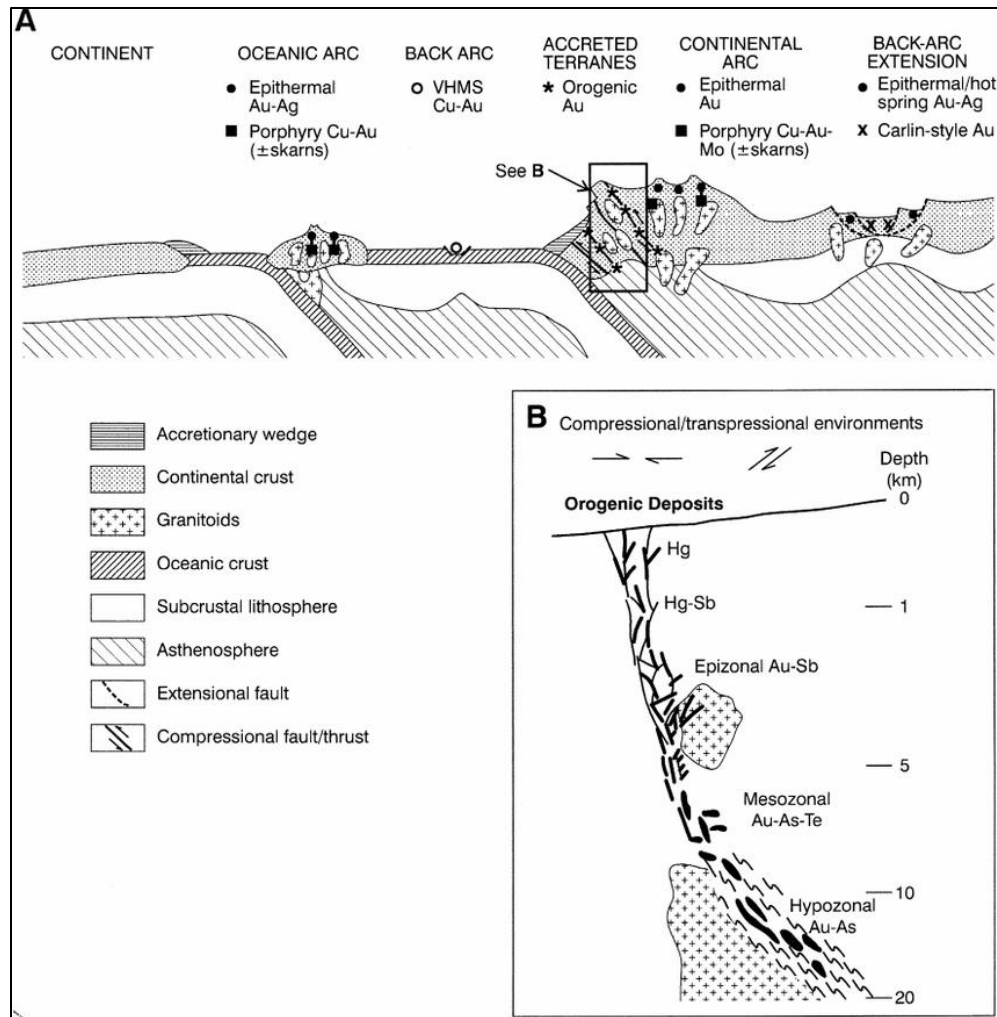 A
CONTINENT
OCEANIC ARC
Epithermal
Au-Ag
Porphyry Cu-Au
(±skarns)
BACK ARC
VHMS
Cu-Au
ACCRETED
TERRANES
Orogenic
Au
CONTINENTAL
ARC
Epithermal
Au
Porphyry Cu-Au-
Mo (±skarns)
BACK-ARC
EXTENSION
Epithermal/hot
spring Au-Ag
Carlin-style Au
See B
Accretionary wedge
Continental crust
Granitoids
Oceanic crust
Subcrustal lithosphere
Asthenosphere
Extensional fault
Compressional fault/thrust
B
Compressional/transpressional environments
Depth
(km)
Orogenic Deposits
0
Hg
Hg-Sb
1
Epizonal Au-Sb
5
Mesozonal
Au-As-Te
10
Hypozonal
Au-As
20